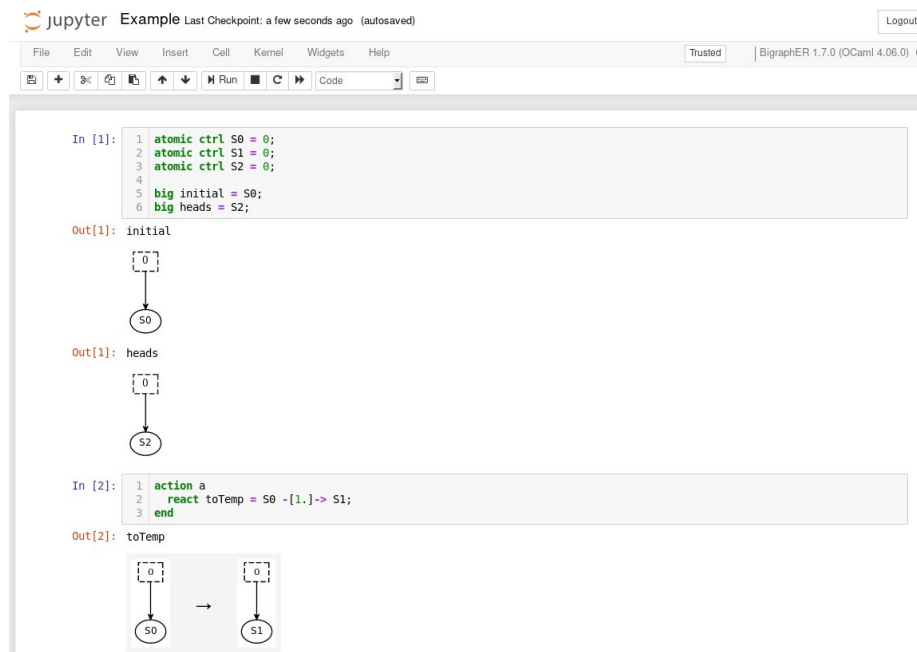 jupyter Example Last Checkpoint: a few seconds ago (autosaved)
Logout
File Edit View Insert Cell Kernel Widgets Help
Trusted
BigraphER 1.7.0 (OCaml 4.06.0)
Run
Code
In [1]:
1 atomic ctrl S0 = 0;
2 atomic ctrl S1 = 0;
3 atomic ctrl S2 = 0;
4
5 big initial = S0;
6 big heads = S2;
Out[1]: initial
0
S0
Out[1]: heads
0
S2
In [2]:
1 action a
2 react toTemp = S0 -[1.]-> S1;
3 end
Out[2]: toTemp
0 0
→
S0 S1